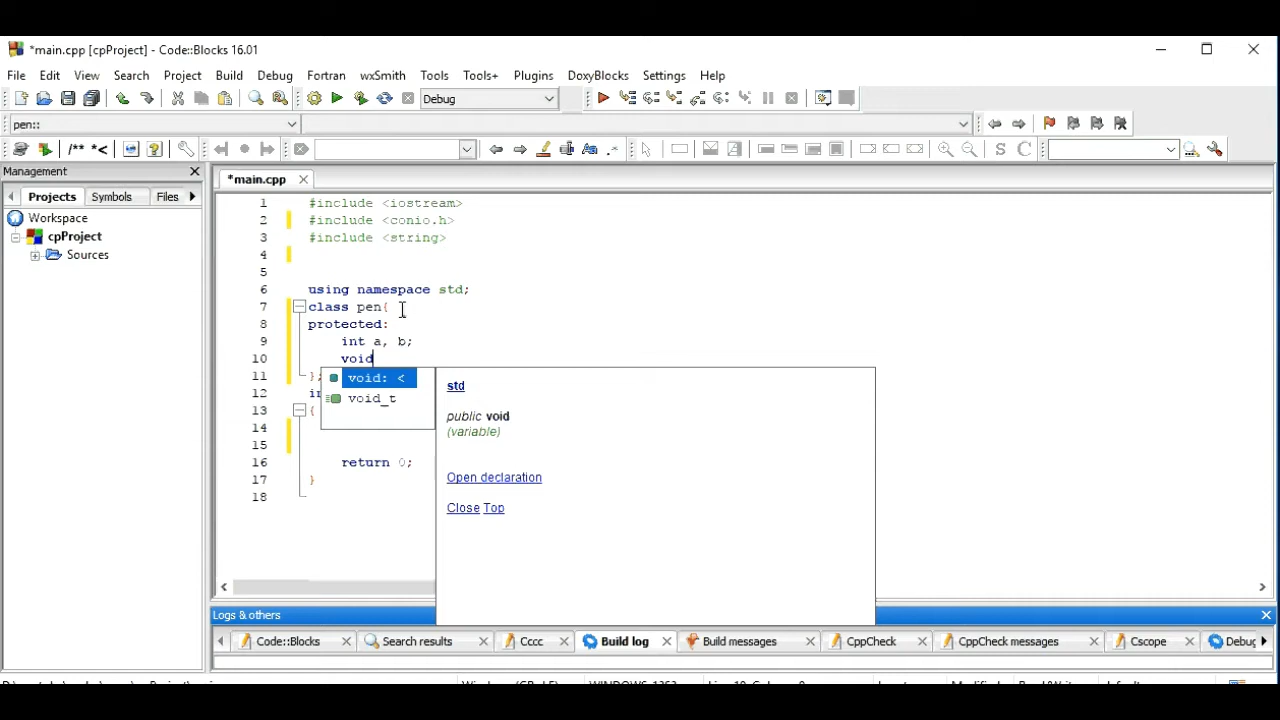 *main.cpp [cpProject] - Code::Blocks 16.01
File Edit View Search Project Build Debug Fortran wxSmith Tools Tools+ Plugins DoxyBlocks Settings Help
Debug
pen::
/** *<
Management
Projects Symbols Files
*main.cpp
Workspace
cpProject
Sources
1 #include <iostream>
2 #include <conio.h>
3 #include <string>
4
5
6 using namespace std;
7 class pen{
8 protected:
9 int a, b;
10 void
11 };
12 in
13 {
14
15
16 return 0;
17 }
18
void: <
void_t
std
public void
(variable)
Open declaration
Close Top
Logs & others
Code::Blocks Search results Cccc Build log Build messages CppCheck CppCheck messages Cscope Debug